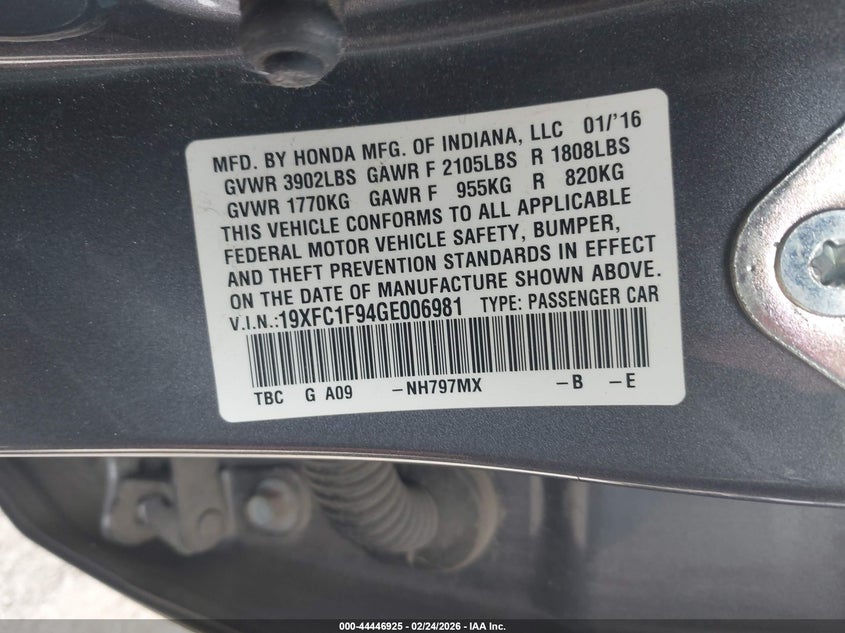 MFD. BY HONDA MFG. OF INDIANA, LLC 01/'16
GVWR 3902LBS GAWR F 2105LBS R 1808LBS
GVWR 1770KG GAWR F 955KG R 820KG
THIS VEHICLE CONFORMS TO ALL APPLICABLE
FEDERAL MOTOR VEHICLE SAFETY, BUMPER,
AND THEFT PREVENTION STANDARDS IN EFFECT
ON THE DATE OF MANUFACTURE SHOWN ABOVE.
V.I.N.:19XFC1F94GE006981 TYPE: PASSENGER CAR
TBC G A09 -NH797MX -B -E
000-44446925 - 02/24/2026 - IAA Inc.